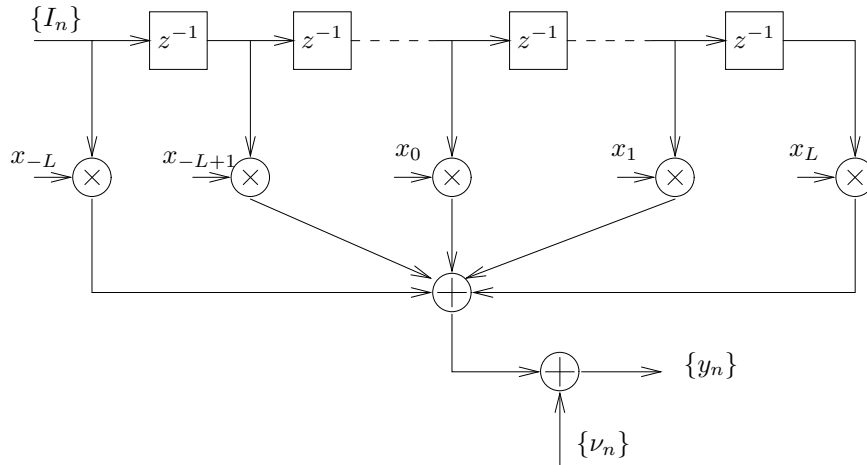 {I_n}
z^{-1} z^{-1} z^{-1} z^{-1}
x_{-L} x_{-L+1} x_0 x_1 x_L
{y_n}
{ν_n}